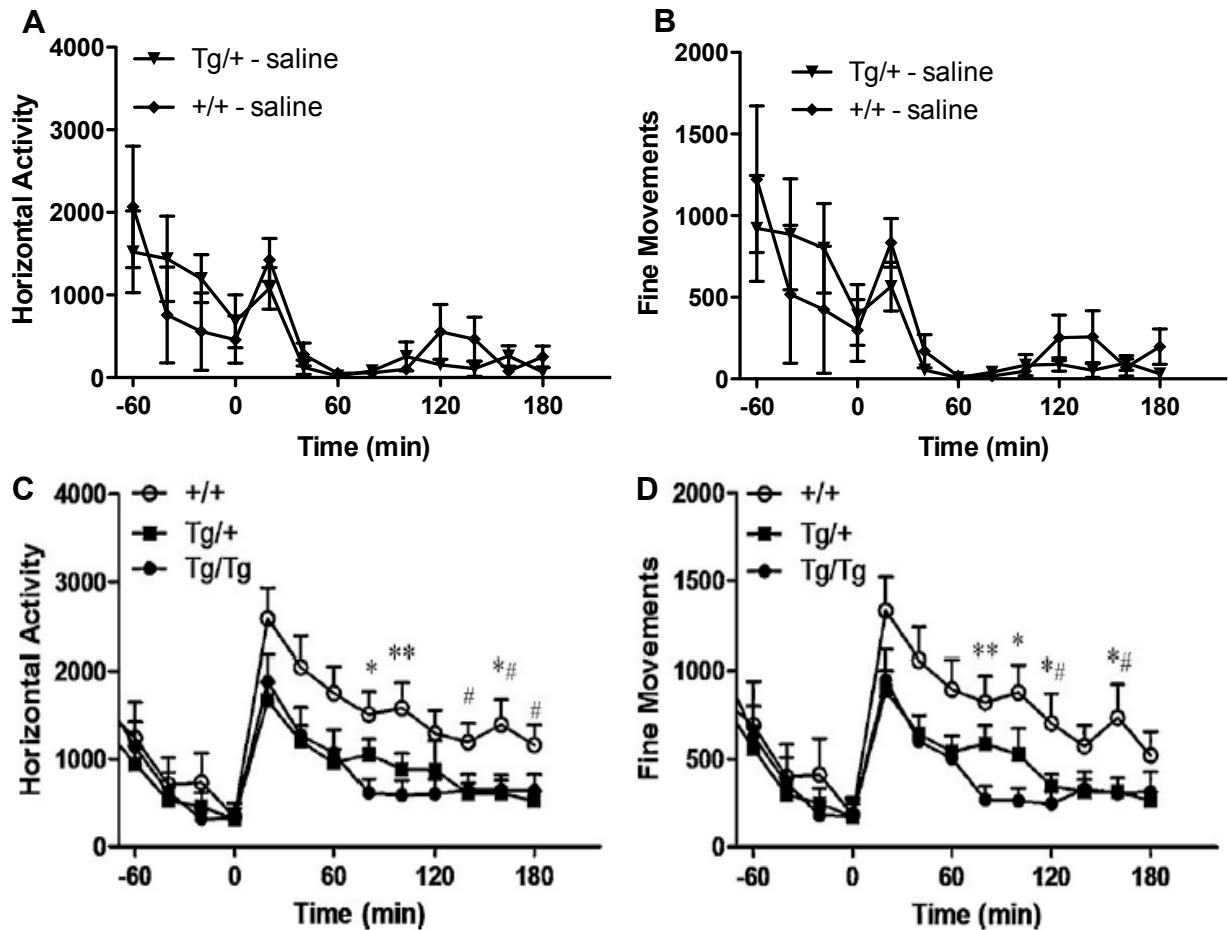 A
Horizontal Activity
4000
3000
2000
1000
0
Tg/+ - saline
+/+ - saline
-60 0 60 120 180
Time (min)
B
Fine Movements
2000
1500
1000
500
0
Tg/+ - saline
+/+ - saline
-60 0 60 120 180
Time (min)
C
Horizontal Activity
4000
3000
2000
1000
0
+/+
Tg/+
Tg/Tg
* ** # *# #
-60 0 60 120 180
Time (min)
D
Fine Movements
2000
1500
1000
500
0
+/+
Tg/+
Tg/Tg
** * *# *#
-60 0 60 120 180
Time (min)